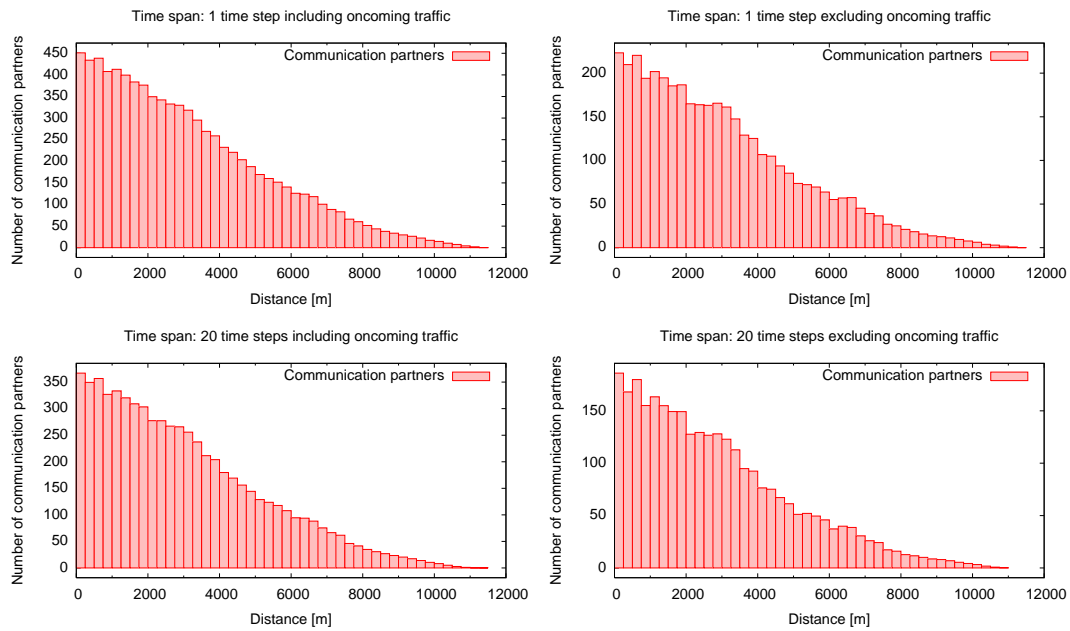 Time span: 1 time step including oncoming traffic
Number of communication partners
450
400
350
300
250
200
150
100
50
0
Communication partners
0 2000 4000 6000 8000 10000 12000
Distance [m]
Time span: 1 time step excluding oncoming traffic
Number of communication partners
200
150
100
50
0
Communication partners
0 2000 4000 6000 8000 10000 12000
Distance [m]
Time span: 20 time steps including oncoming traffic
Number of communication partners
350
300
250
200
150
100
50
0
Communication partners
0 2000 4000 6000 8000 10000 12000
Distance [m]
Time span: 20 time steps excluding oncoming traffic
Number of communication partners
150
100
50
0
Communication partners
0 2000 4000 6000 8000 10000 12000
Distance [m]